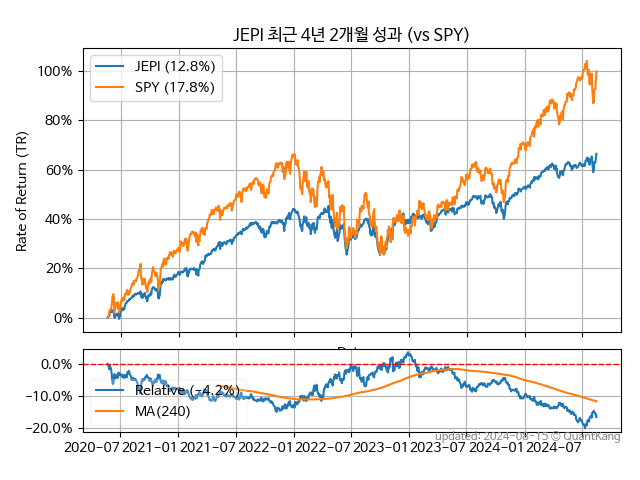 JEPI 최근 4년 2개월 성과 (vs SPY)
JEPI (12.8%)
SPY (17.8%)
Rate of Return (TR)
100%
80%
60%
40%
20%
0%
0.0%
-10.0%
-20.0%
Relative (-4.2%)
MA(240)
2020-07 2021-01 2021-07 2022-01 2022-07 2023-01 2023-07 2024-01 2024-07
updated: 2024-08-15 © QuantKang